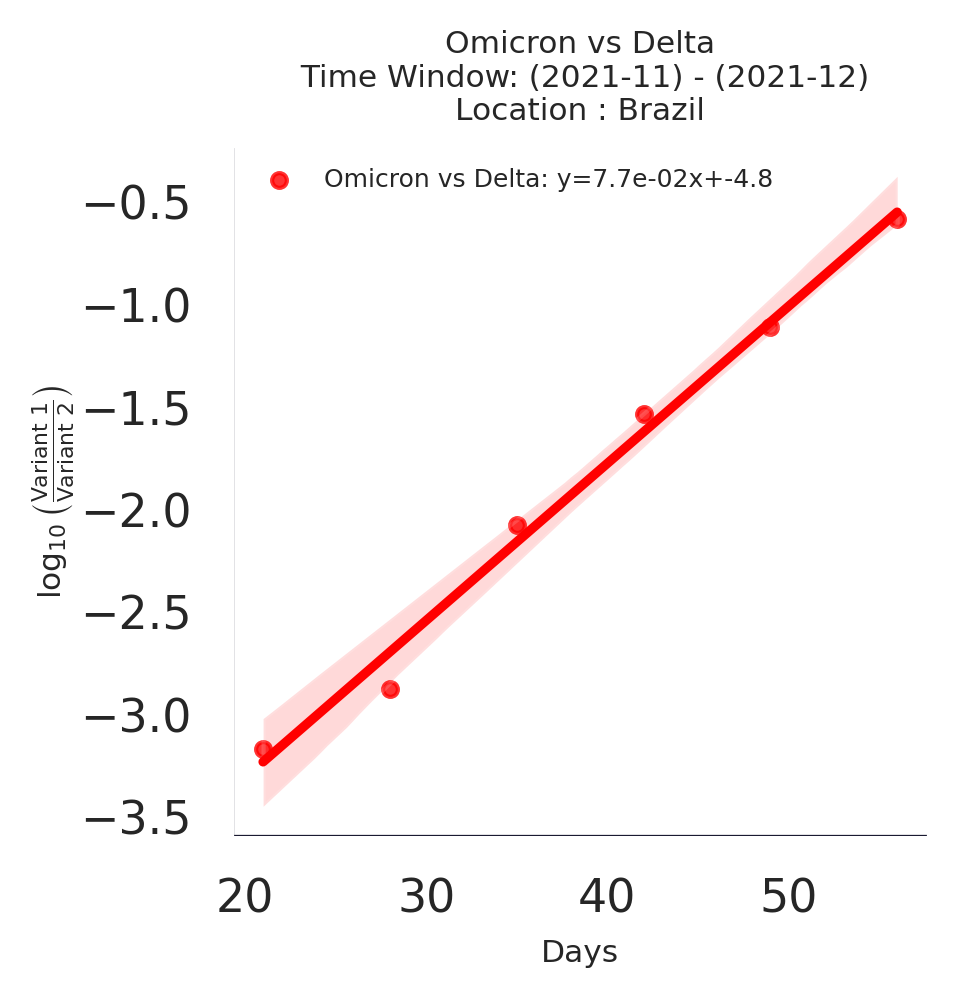 Omicron vs Delta
Time Window: (2021-11) - (2021-12)
Location : Brazil
Omicron vs Delta: y=7.7e-02x+-4.8
−0.5
−1.0
−1.5
−2.0
−2.5
−3.0
−3.5
log10 (Variant 1 / Variant 2)
20 30 40 50
Days